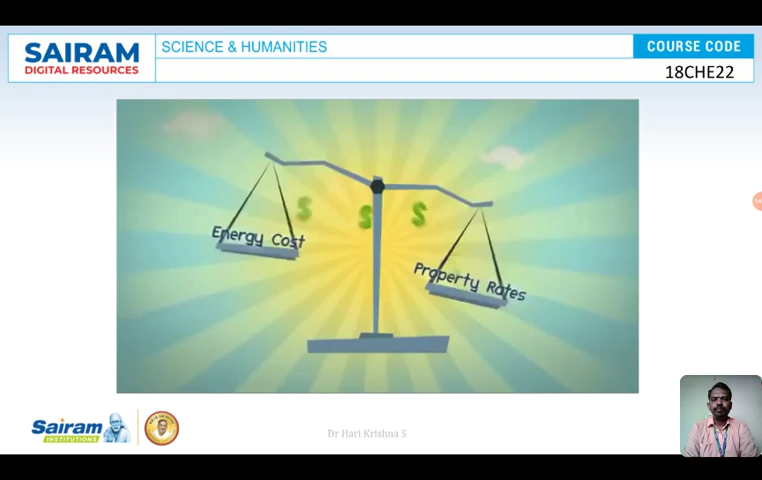 SAIRAM
DIGITAL RESOURCES
SCIENCE & HUMANITIES
COURSE CODE
18CHE22
$ $ $
Energy Cost
Property Rates
Sairam
INSTITUTIONS
Dr Hari Krishna S